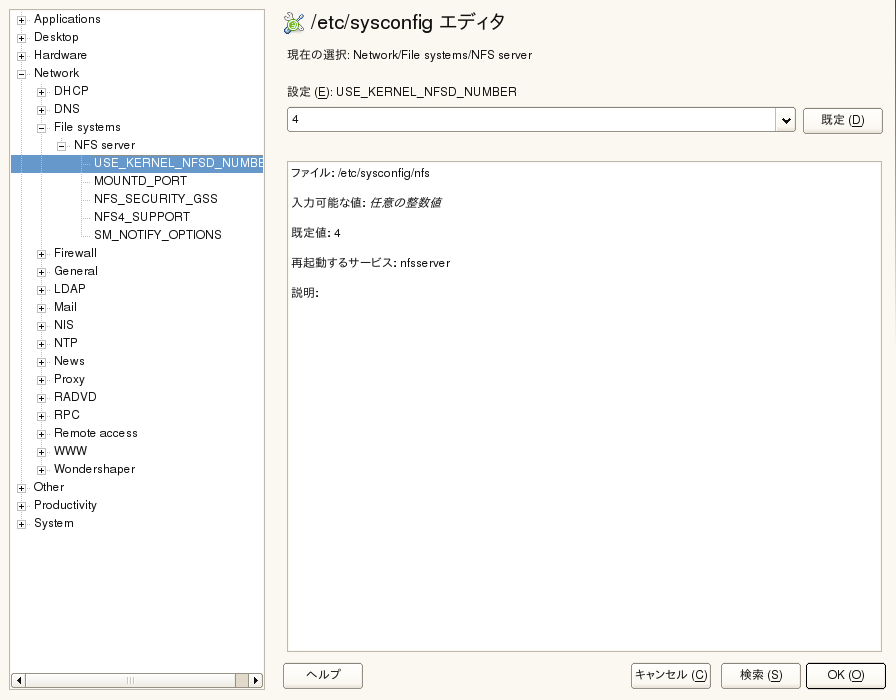 Applications
Desktop
Hardware
Network
DHCP
DNS
File systems
NFS server
USE_KERNEL_NFSD_NUMBE
MOUNTD_PORT
NFS_SECURITY_GSS
NFS4_SUPPORT
SM_NOTIFY_OPTIONS
Firewall
General
LDAP
Mail
NIS
NTP
News
Proxy
RADVD
RPC
Remote access
WWW
Wondershaper
Other
Productivity
System
/etc/sysconfig エディタ
現在の選択: Network/File systems/NFS server
設定 (E): USE_KERNEL_NFSD_NUMBER
4
既定 (D)
ファイル: /etc/sysconfig/nfs
入力可能な値: 任意の整数値
既定値: 4
再起動するサービス: nfsserver
説明:
ヘルプ
キャンセル (C)
検索 (S)
OK (O)